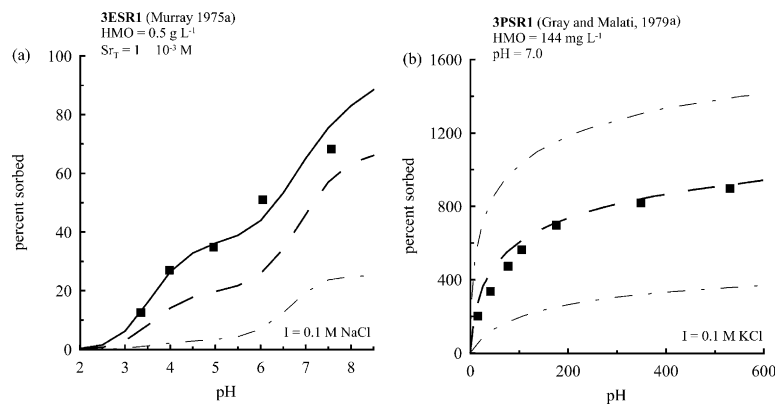 3ESR1 (Murray 1975a)
HMO = 0.5 g L-1
SrT = 1 10-3 M
(a)
100
80
60
40
20
0
percent sorbed
2 3 4 5 6 7 8
pH
I = 0.1 M NaCl
3PSR1 (Gray and Malati, 1979a)
HMO = 144 mg L-1
pH = 7.0
(b)
1600
1200
800
400
0
percent sorbed
0 200 400 600
pH
I = 0.1 M KCl